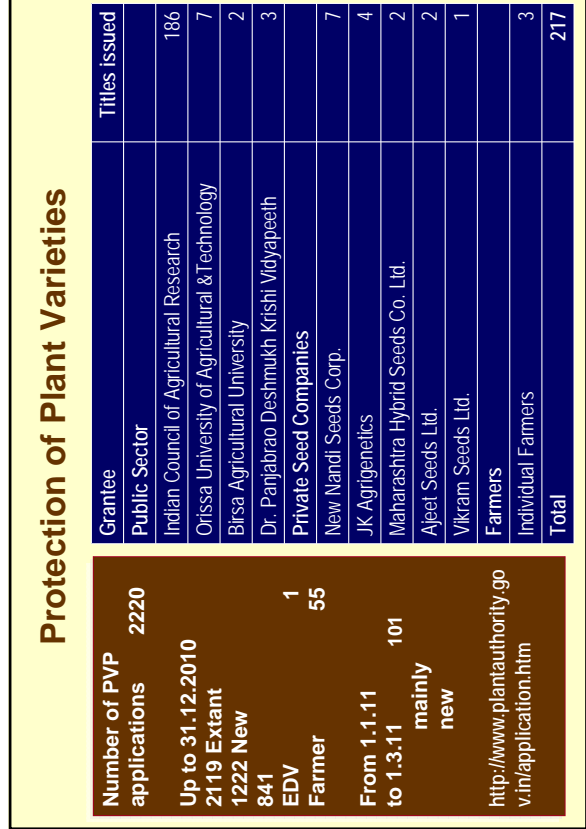 Protection of Plant Varieties
Number of PVP
applications 2220
Up to 31.12.2010
2119 Extant
1222 New
841
EDV 1
Farmer 55
From 1.1.11
to 1.3.11 101
mainly
new
http://www.plantauthority.go
v.in/application.htm
Grantee Titles issued
Public Sector
Indian Council of Agricultural Research 186
Orissa University of Agricultural &Technology 7
Birsa Agricultural University 2
Dr. Panjabrao Deshmukh Krishi Vidyapeeth 3
Private Seed Companies
New Nandi Seeds Corp. 7
JK Agrigenetics 4
Maharashtra Hybrid Seeds Co. Ltd. 2
Ajeet Seeds Ltd. 2
Vikram Seeds Ltd. 1
Farmers
Individual Farmers 3
Total 217